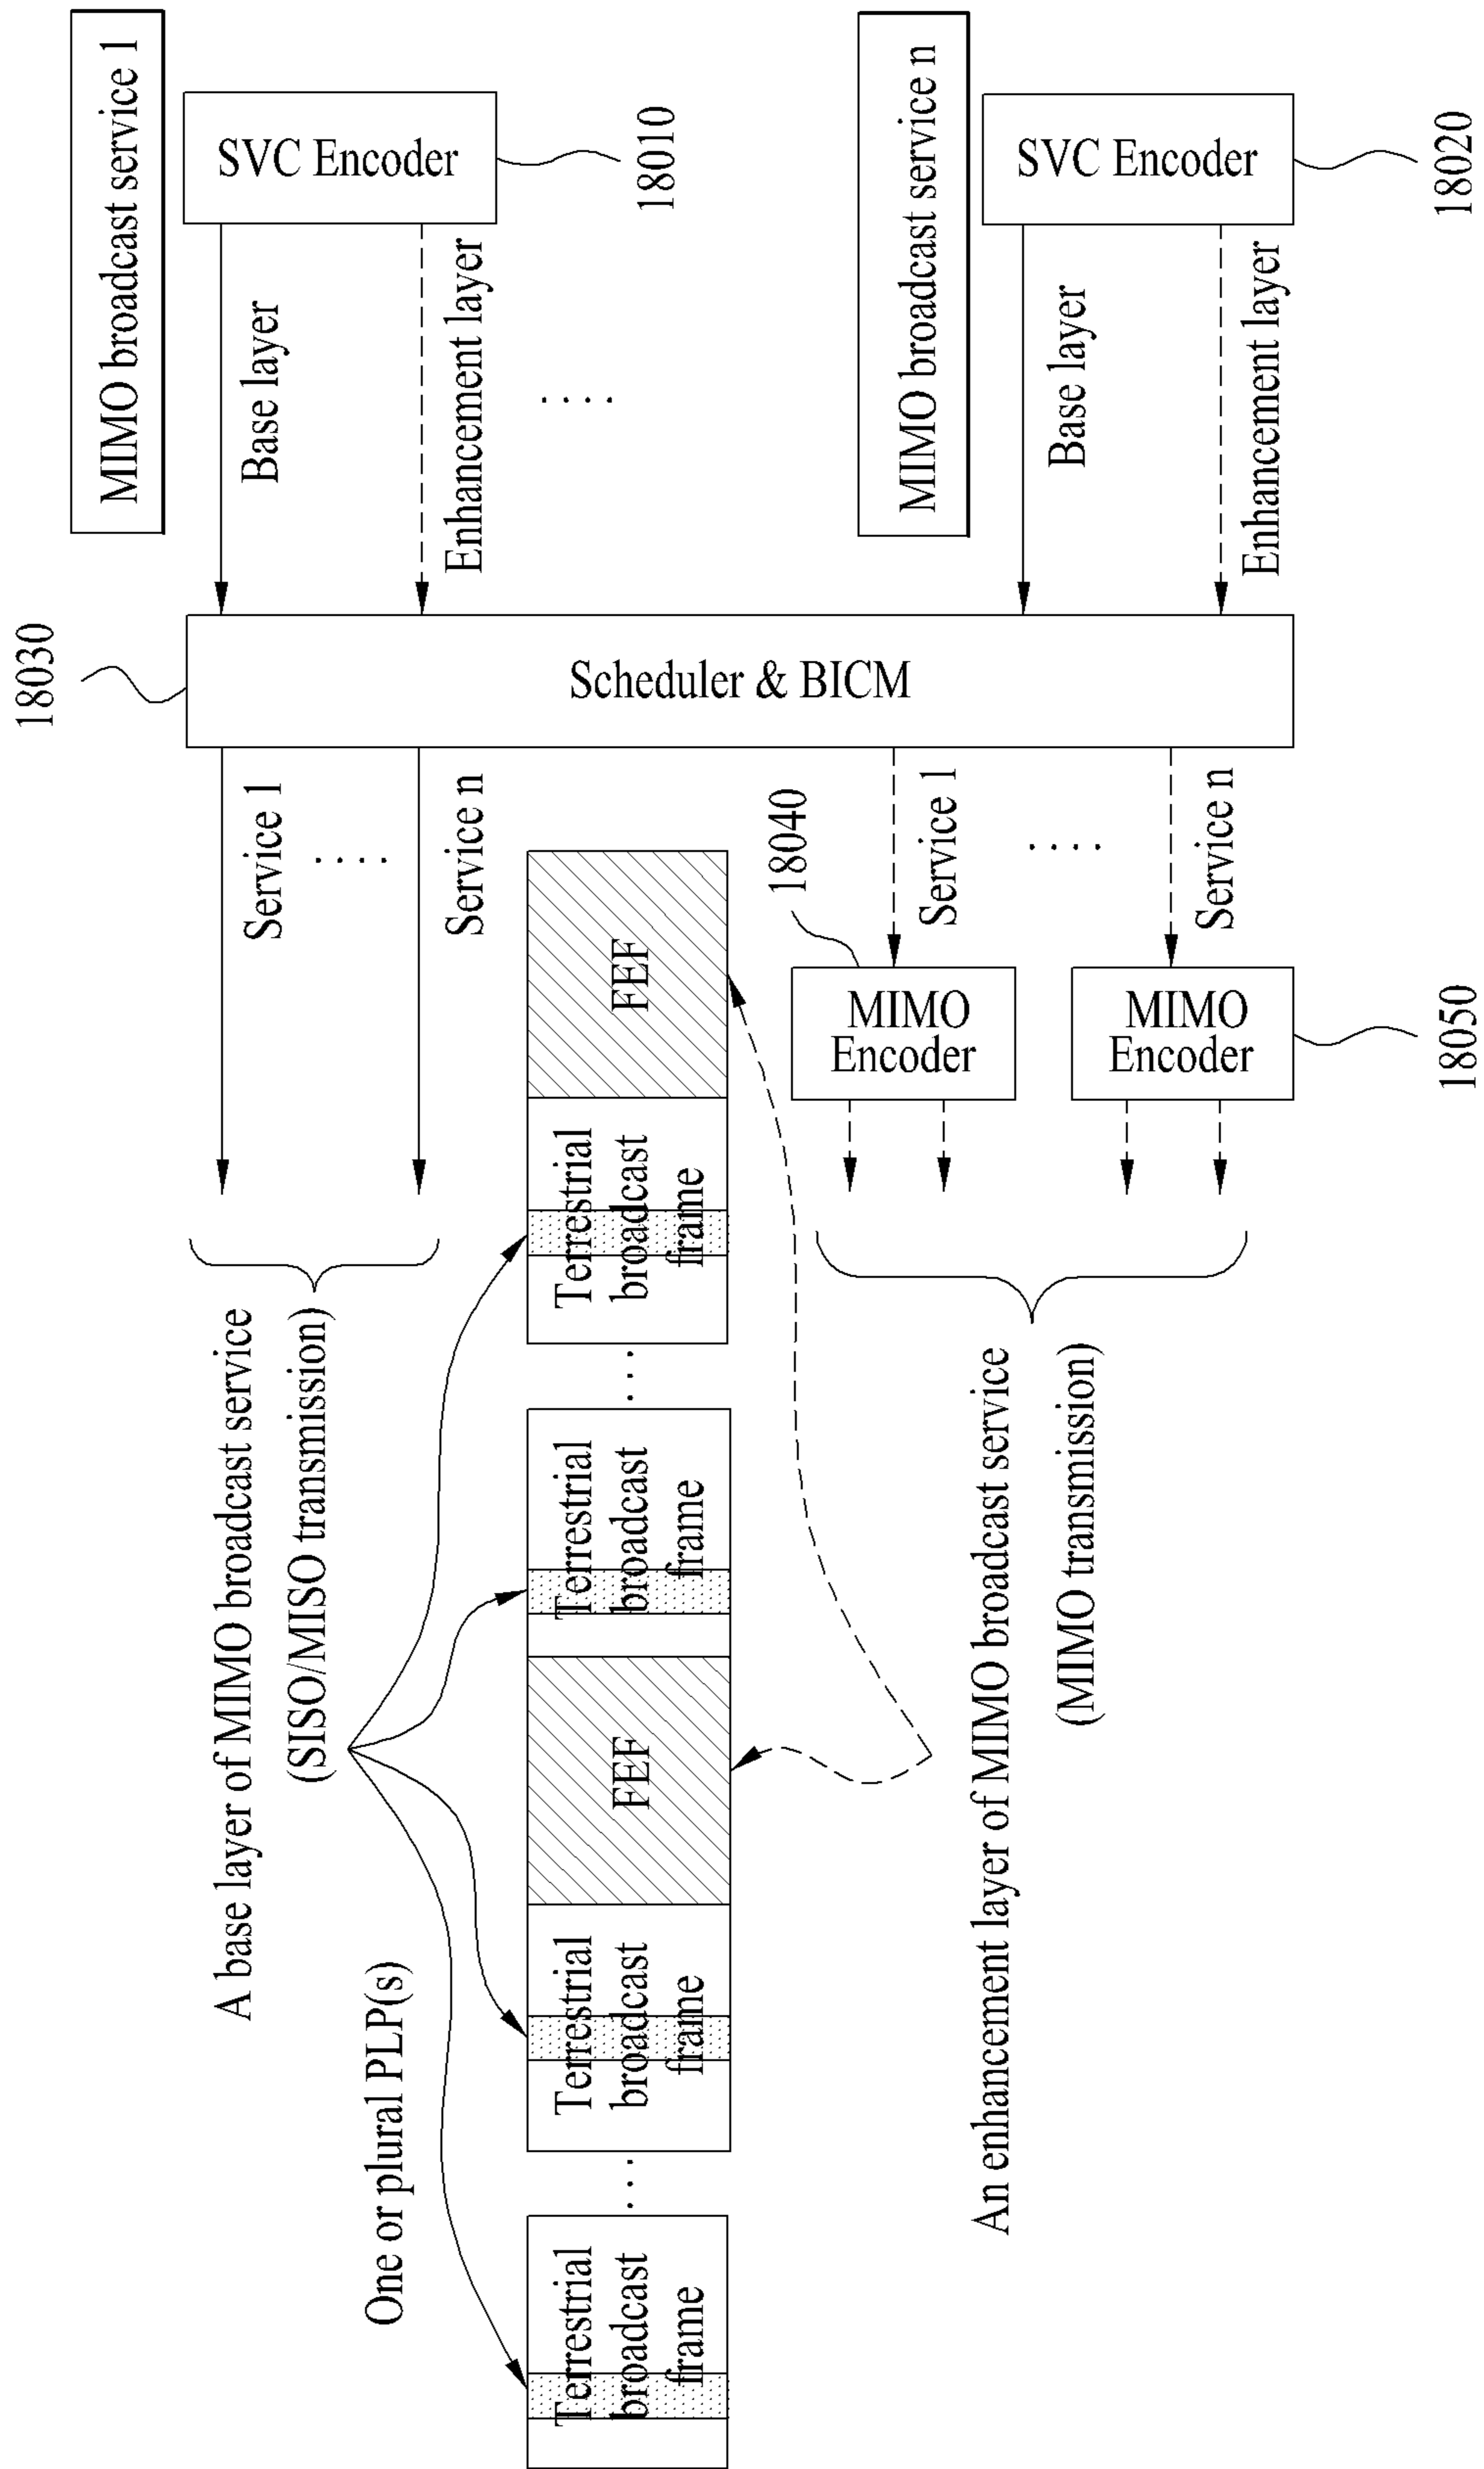 MIMO broadcast service 1
SVC Encoder
18010
Base layer
Enhancement layer
. . . .
MIMO broadcast service n
SVC Encoder
18020
Base layer
Enhancement layer
18030
Scheduler & BICM
Service 1
. . . .
Service n
Service 1
. . . .
Service n
18040
MIMO
Encoder
MIMO
Encoder
18050
A base layer of MIMO broadcast service
(SISO/MISO transmission)
One or plural PLP(s)
Terrestrial
broadcast
frame
. . .
Terrestrial
broadcast
frame
FEF
Terrestrial
broadcast
frame
. . .
Terrestrial
broadcast
frame
FEF
An enhancement layer of MIMO broadcast service
(MIMO transmission)